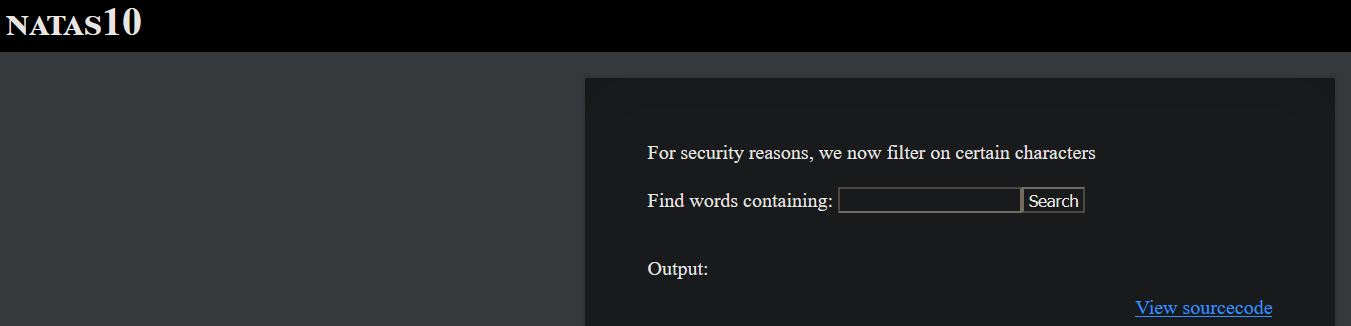 NATAS10
For security reasons, we now filter on certain characters
Find words containing: Search
Output:
View sourcecode